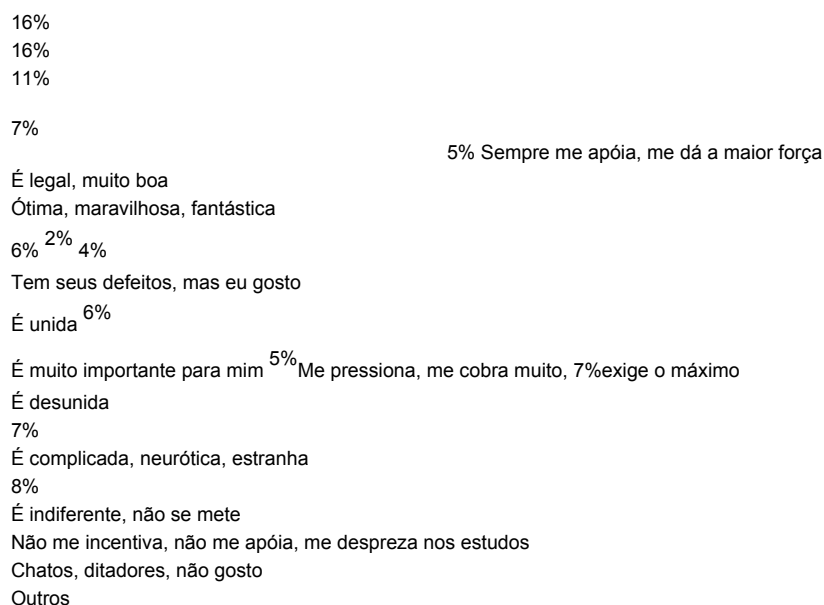 16%
16%
11%
7%
5% Sempre me apóia, me dá a maior força
É legal, muito boa
Ótima, maravilhosa, fantástica
6% 2% 4%
Tem seus defeitos, mas eu gosto
É unida 6%
É muito importante para mim 5%Me pressiona, me cobra muito, 7%exige o máximo
É desunida
7%
É complicada, neurótica, estranha
8%
É indiferente, não se mete
Não me incentiva, não me apóia, me despreza nos estudos
Chatos, ditadores, não gosto
Outros